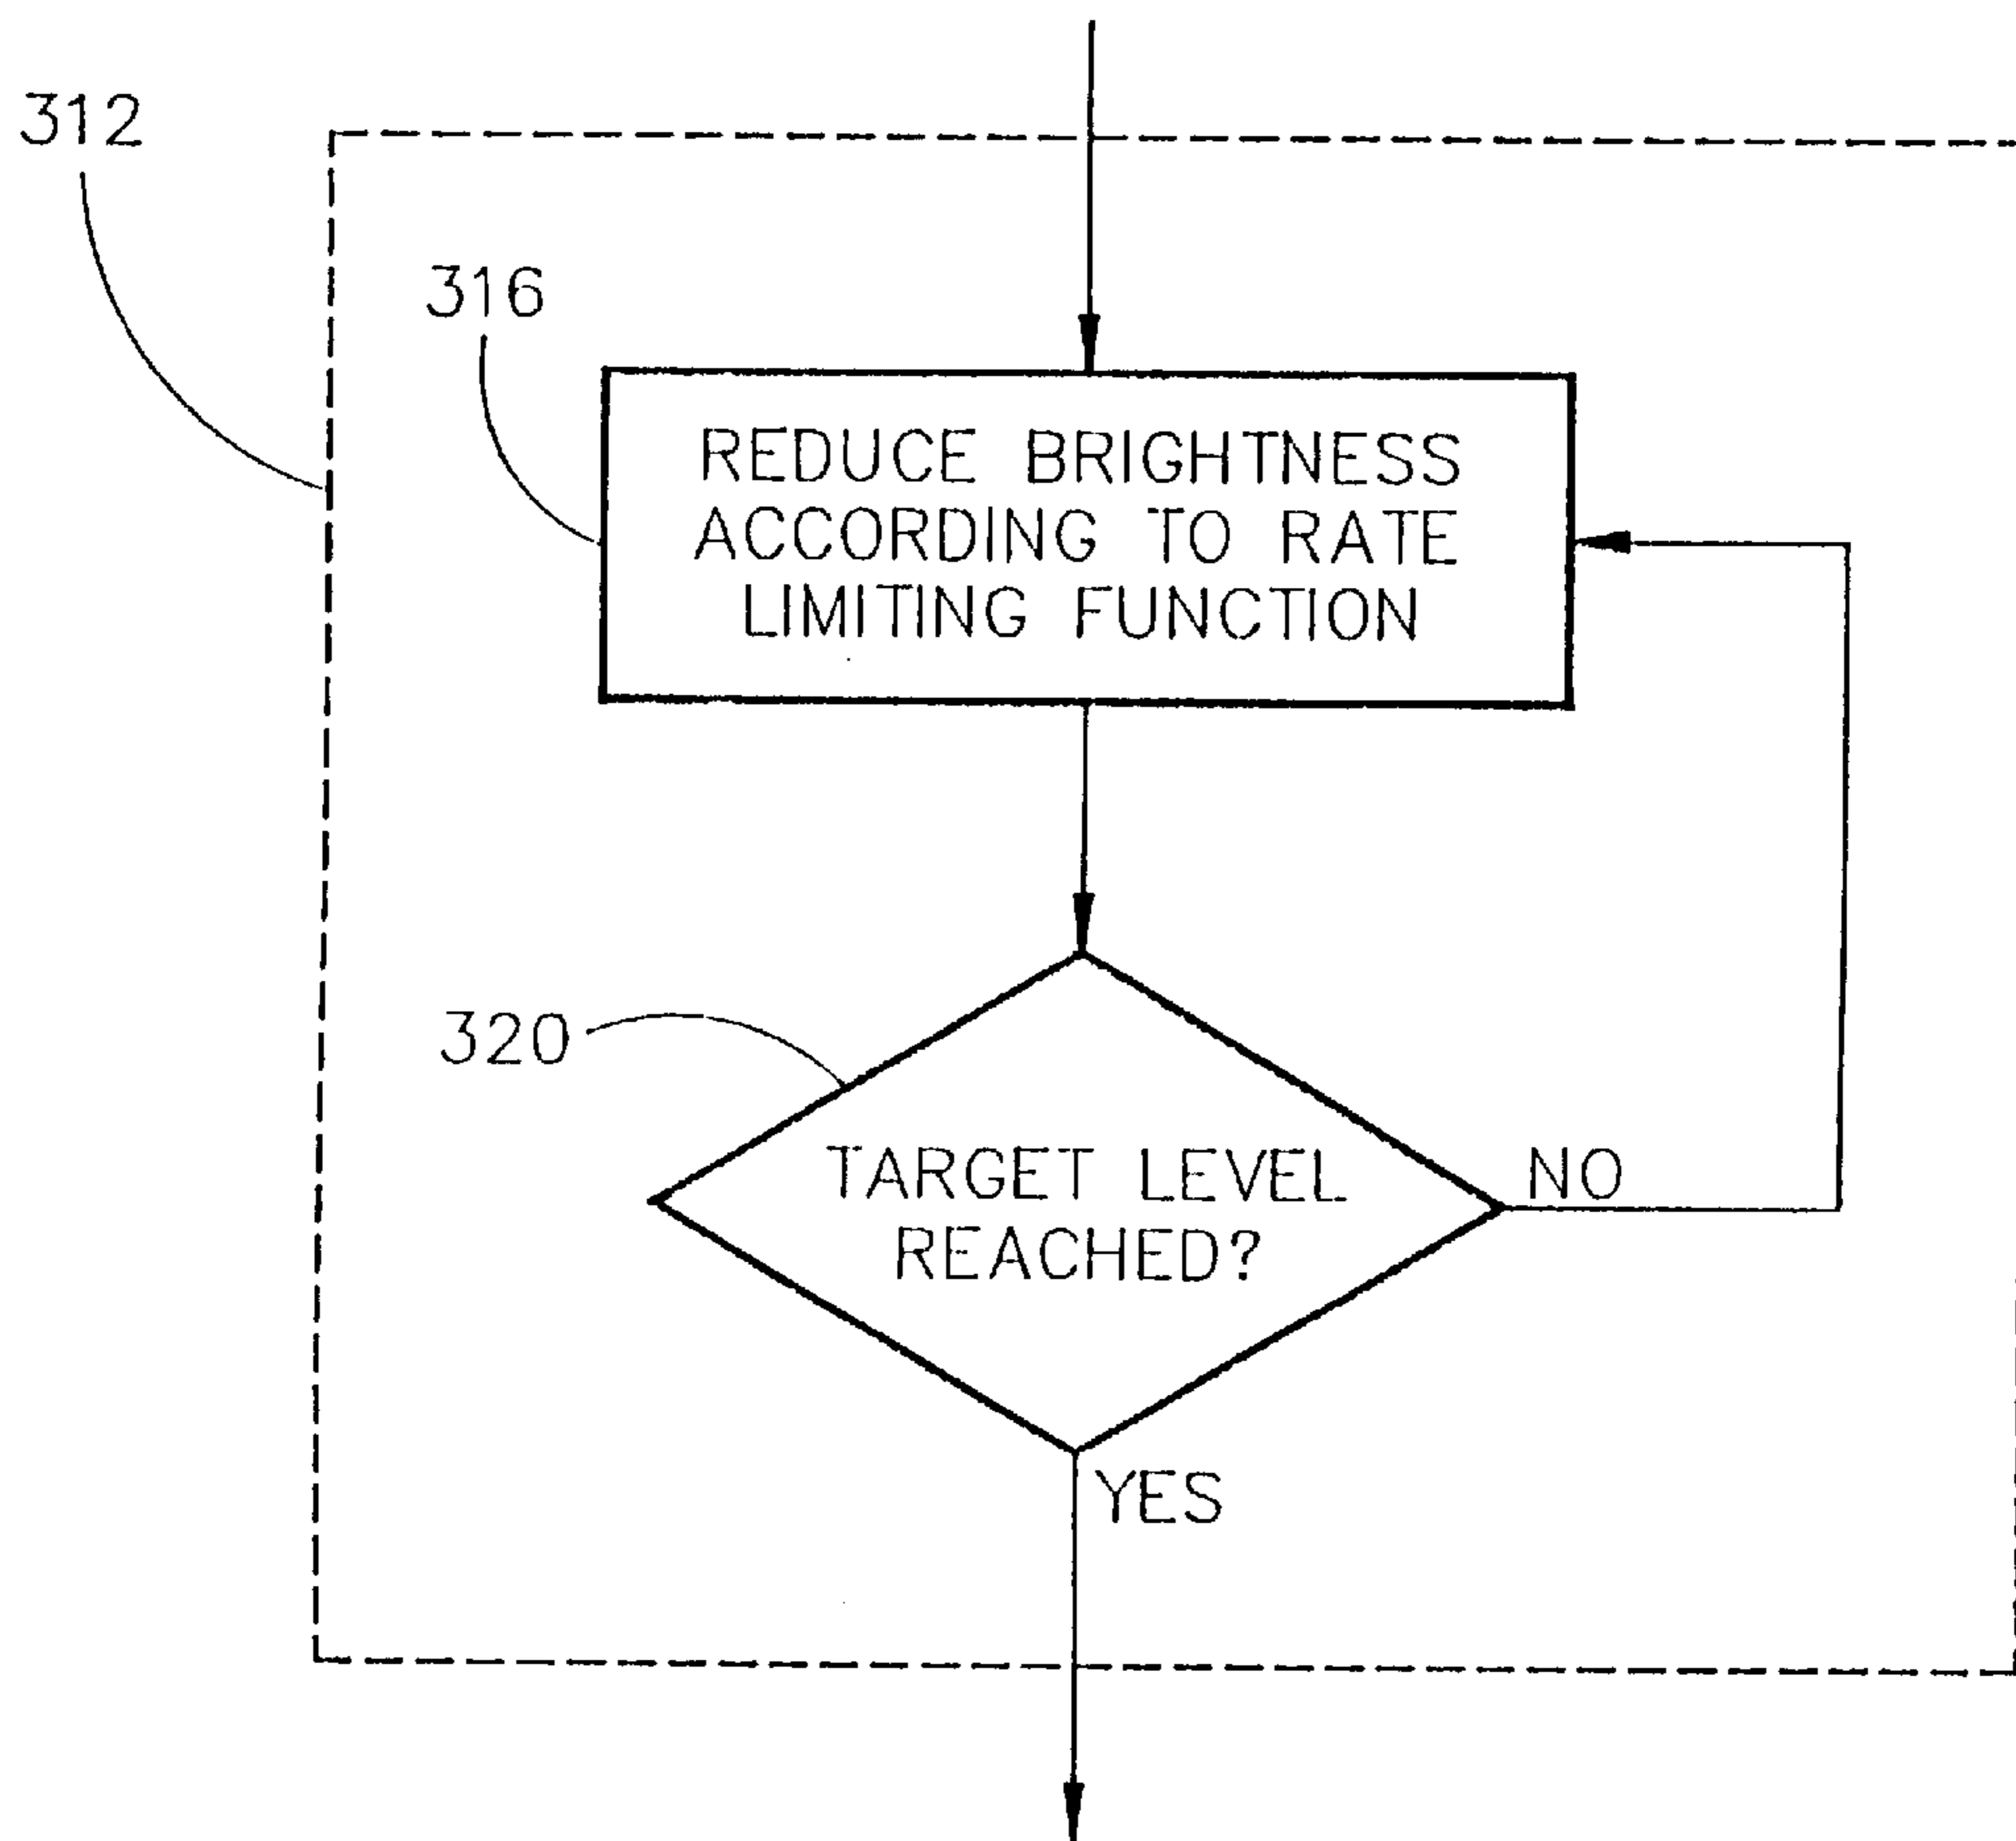 312
316
REDUCE BRIGHTNESS
ACCORDING TO RATE
LIMITING FUNCTION
320
TARGET LEVEL
REACHED?
NO
YES